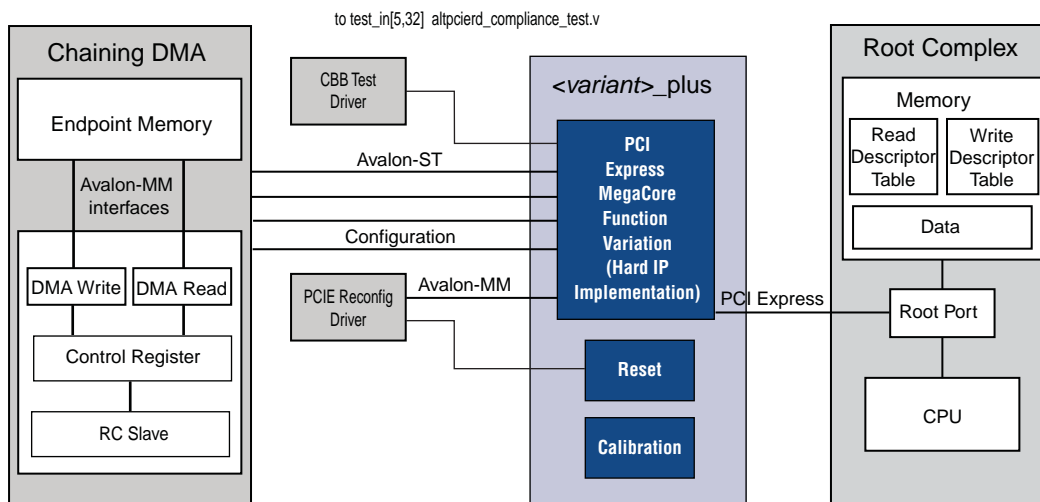 to test_in[5,32]  altpcierd_compliance_test.v
Chaining DMA
Endpoint Memory
Avalon-MM
interfaces
DMA Write
DMA Read
Control Register
RC Slave
CBB Test
Driver
Avalon-ST
Configuration
PCIE Reconfig
Driver
Avalon-MM
<variant>_plus
PCI
Express
MegaCore
Function
Variation
(Hard IP
Implementation)
Reset
Calibration
PCI Express
Root Complex
Memory
Read
Descriptor
Table
Write
Descriptor
Table
Data
Root Port
CPU